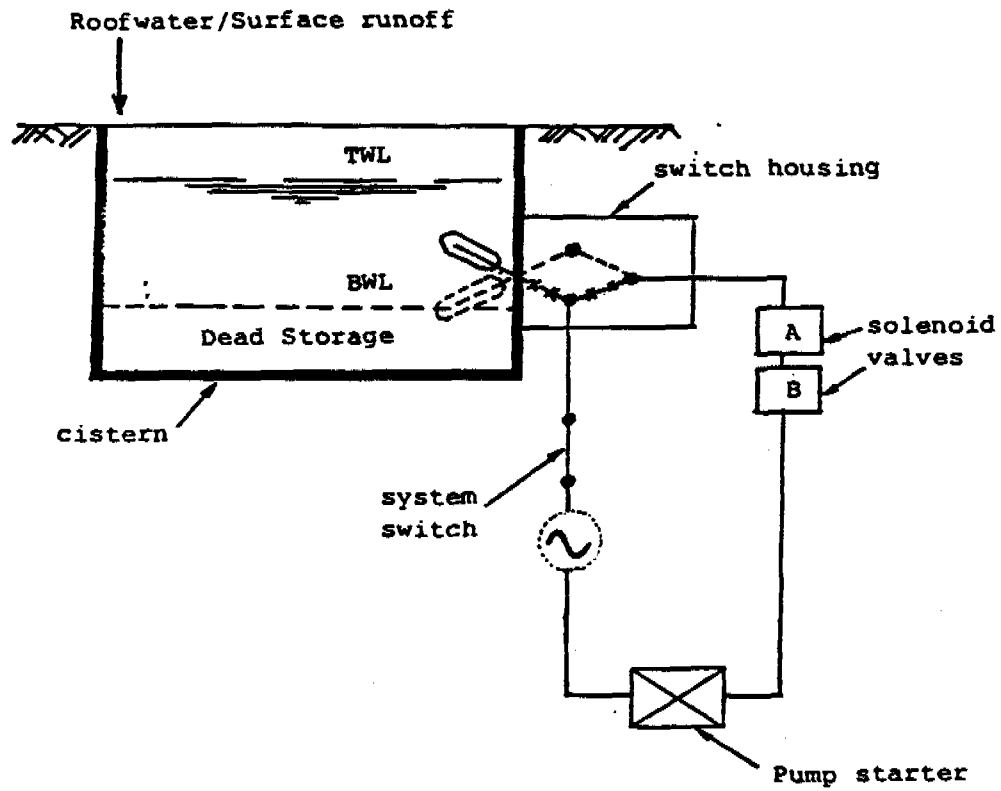 Roofwater/Surface runoff
TWL
switch housing
BWL
Dead Storage
A
solenoid
valves
B
cistern
system
switch
Pump starter